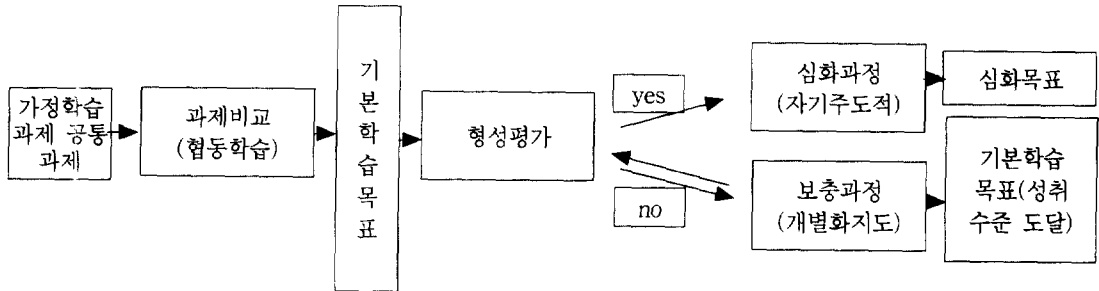 가정학습
과제 공통
과제
과제비교
(협동학습)
기
본
학
습
목
표
형성평가
yes
no
심화과정
(자기주도적)
심화목표
보충과정
(개별화지도)
기본학습
목표(성취
수준 도달)